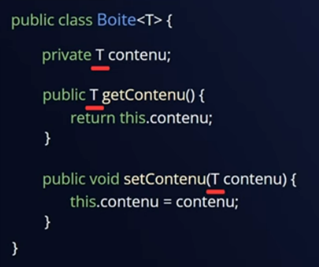 public class Boite<T> {
private T contenu;
public T getContenu() {
return this.contenu;
}
public void setContenu(T contenu) {
this.contenu = contenu;
}
}